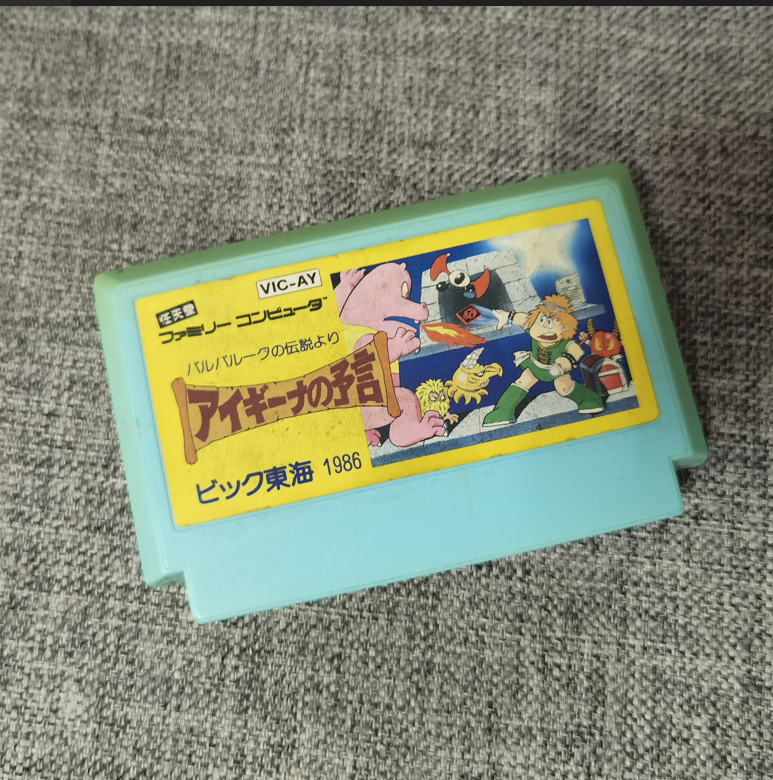 VIC-AY
任天堂
ファミリー コンピュータ™
バルバルークの伝説より
アイギーナの予言
ビック東海 1986